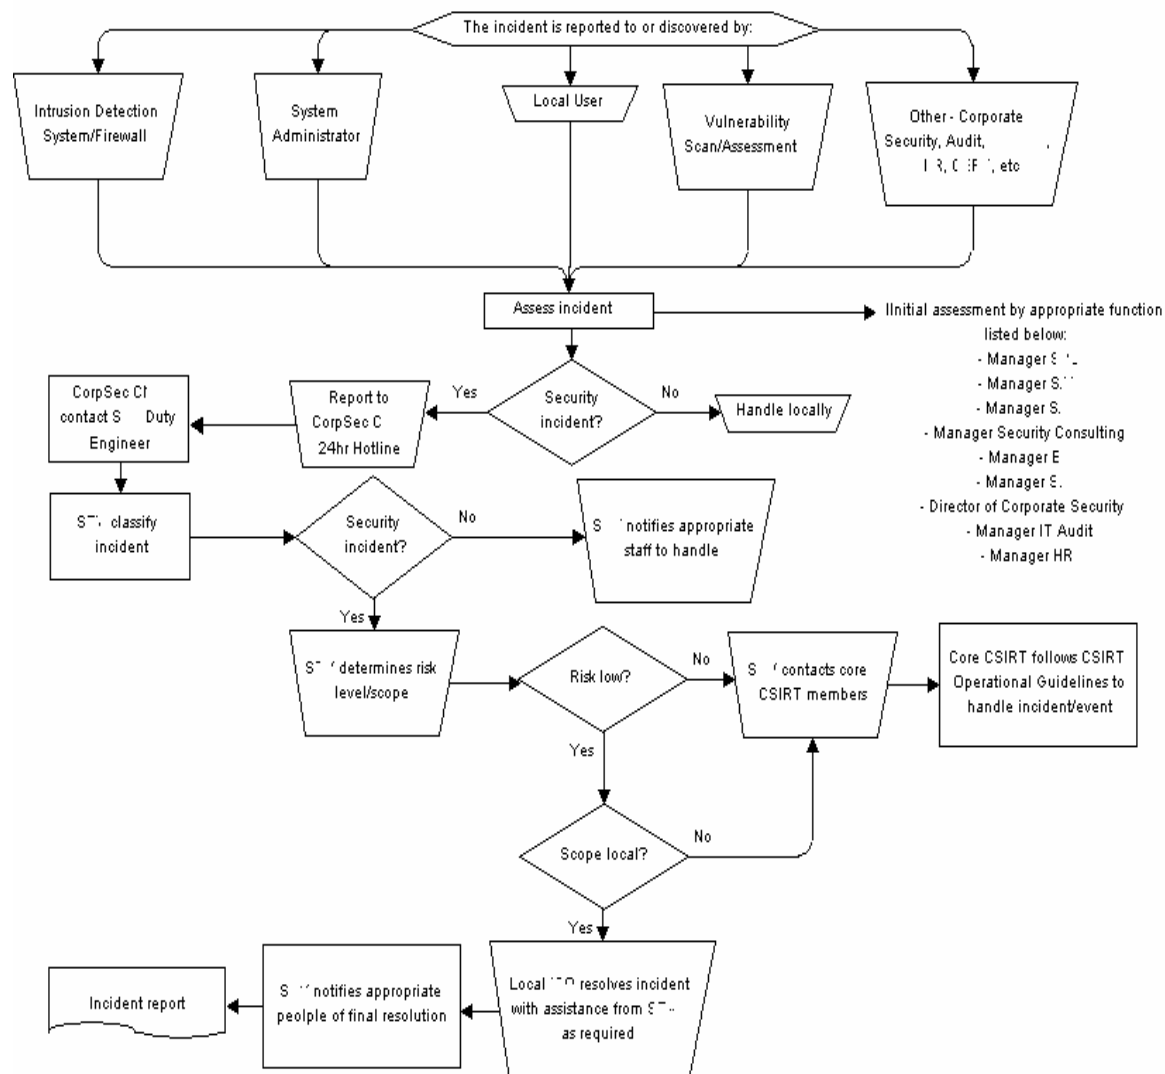 The incident is reported to or discovered by:
Intrusion Detection
System/Firewall
System
Administrator
Local User
Vulnerability
Scan/Assessment
Other - Corporate
Security, Audit,
etc
Assess incident
IInitial assessment by appropriate function
listed below:
- Manager
- Manager
- Manager
- Manager Security Consulting
- Manager
- Manager
- Director of Corporate Security
- Manager IT Audit
- Manager HR
Security
incident?
Yes
No
Handle locally
Report to
CorpSec
24hr Hotline
CorpSec
contact Duty
Engineer
classify
incident
Security
incident?
No
notifies appropriate
staff to handle
Yes
determines risk
level/scope
Risk low?
No
contacts core
CSIRT members
Core CSIRT follows CSIRT
Operational Guidelines to
handle incident/event
Yes
Scope local?
No
Yes
Local resolves incident
with assistance from
as required
notifies appropriate
peolple of final resolution
Incident report